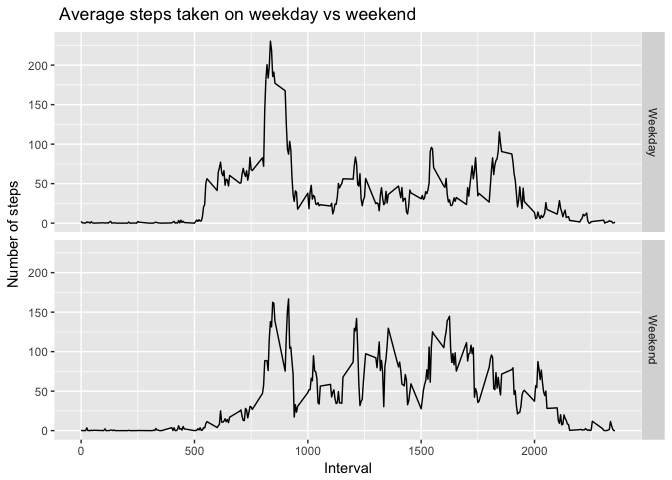 Average steps taken on weekday vs weekend
Number of steps
200
150
100
50
0
Weekday
200
150
100
50
0
Weekend
0 500 1000 1500 2000
Interval